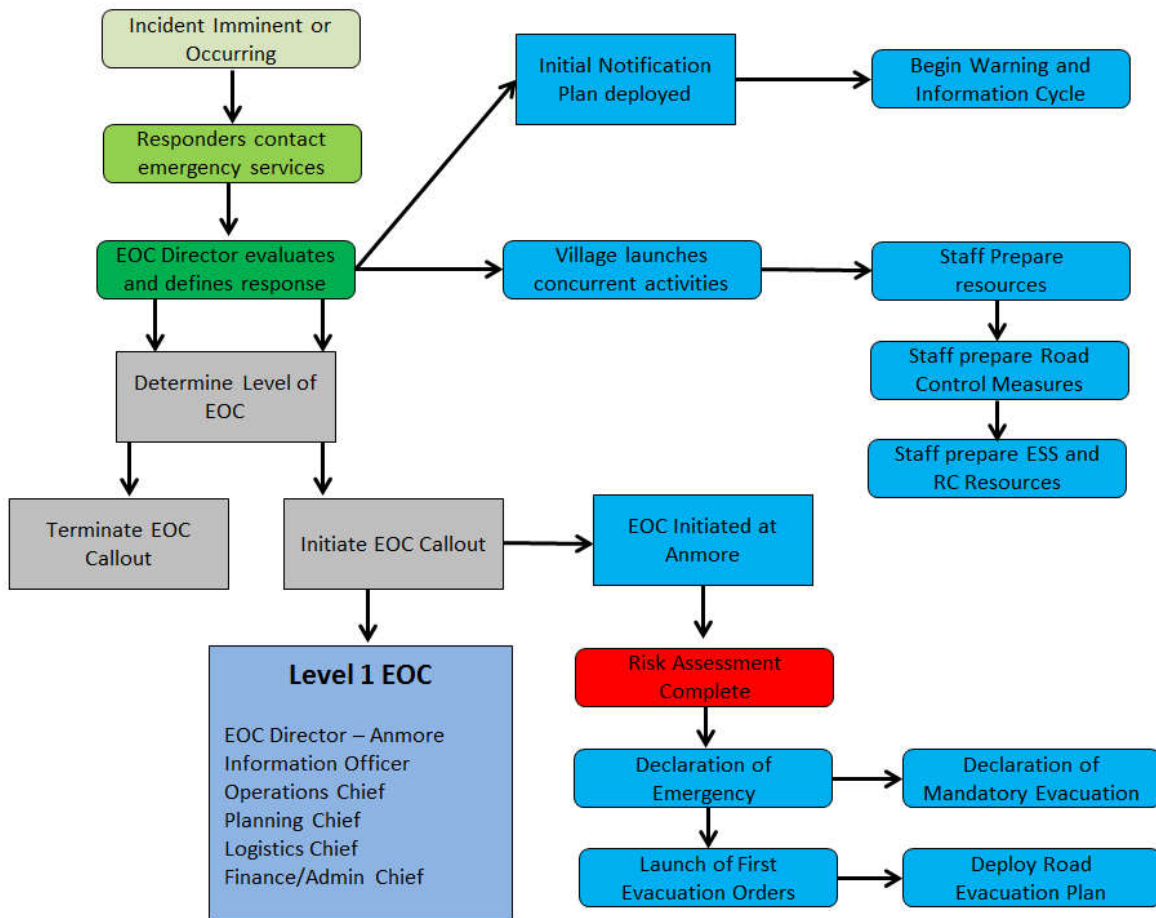 Incident Imminent or
Occurring
Initial Notification
Plan deployed
Begin Warning and
Information Cycle
Responders contact
emergency services
EOC Director evaluates
and defines response
Village launches
concurrent activities
Staff Prepare
resources
Staff prepare Road
Control Measures
Determine Level of
EOC
Staff prepare ESS and
RC Resources
Terminate EOC
Callout
Initiate EOC Callout
EOC Initiated at
Anmore
Level 1 EOC
EOC Director – Anmore
Information Officer
Operations Chief
Planning Chief
Logistics Chief
Finance/Admin Chief
Risk Assessment
Complete
Declaration of
Emergency
Declaration of
Mandatory Evacuation
Launch of First
Evacuation Orders
Deploy Road
Evacuation Plan